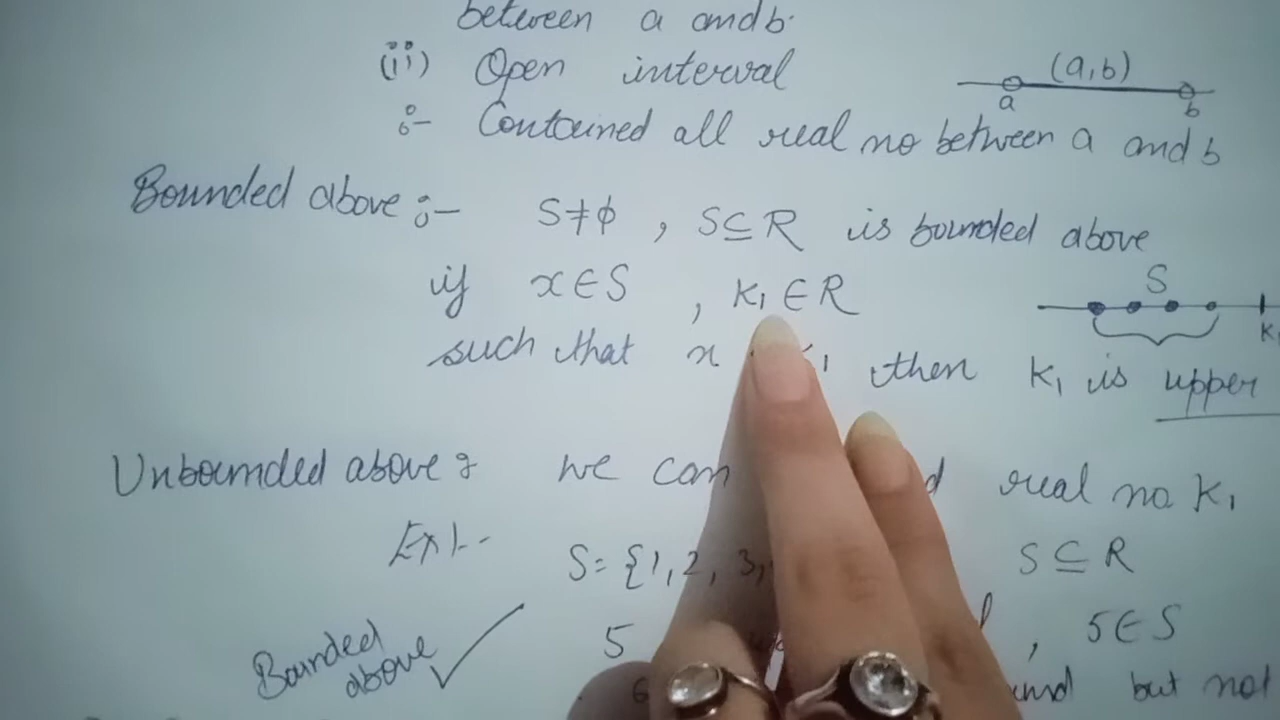 between a and b.
(ii) Open interval (a,b)
a b
:- Contained all real no between a and b
Bounded above :- S≠ϕ , S⊆R is bounded above
if x∈S , K₁∈R S
K₁
such that x then K₁ is upper
Unbounded above : we can real no K₁
Ex:- S={1, 2, 3, S⊆R
Bounded above ✓ 5 , 5∈S
6 but not